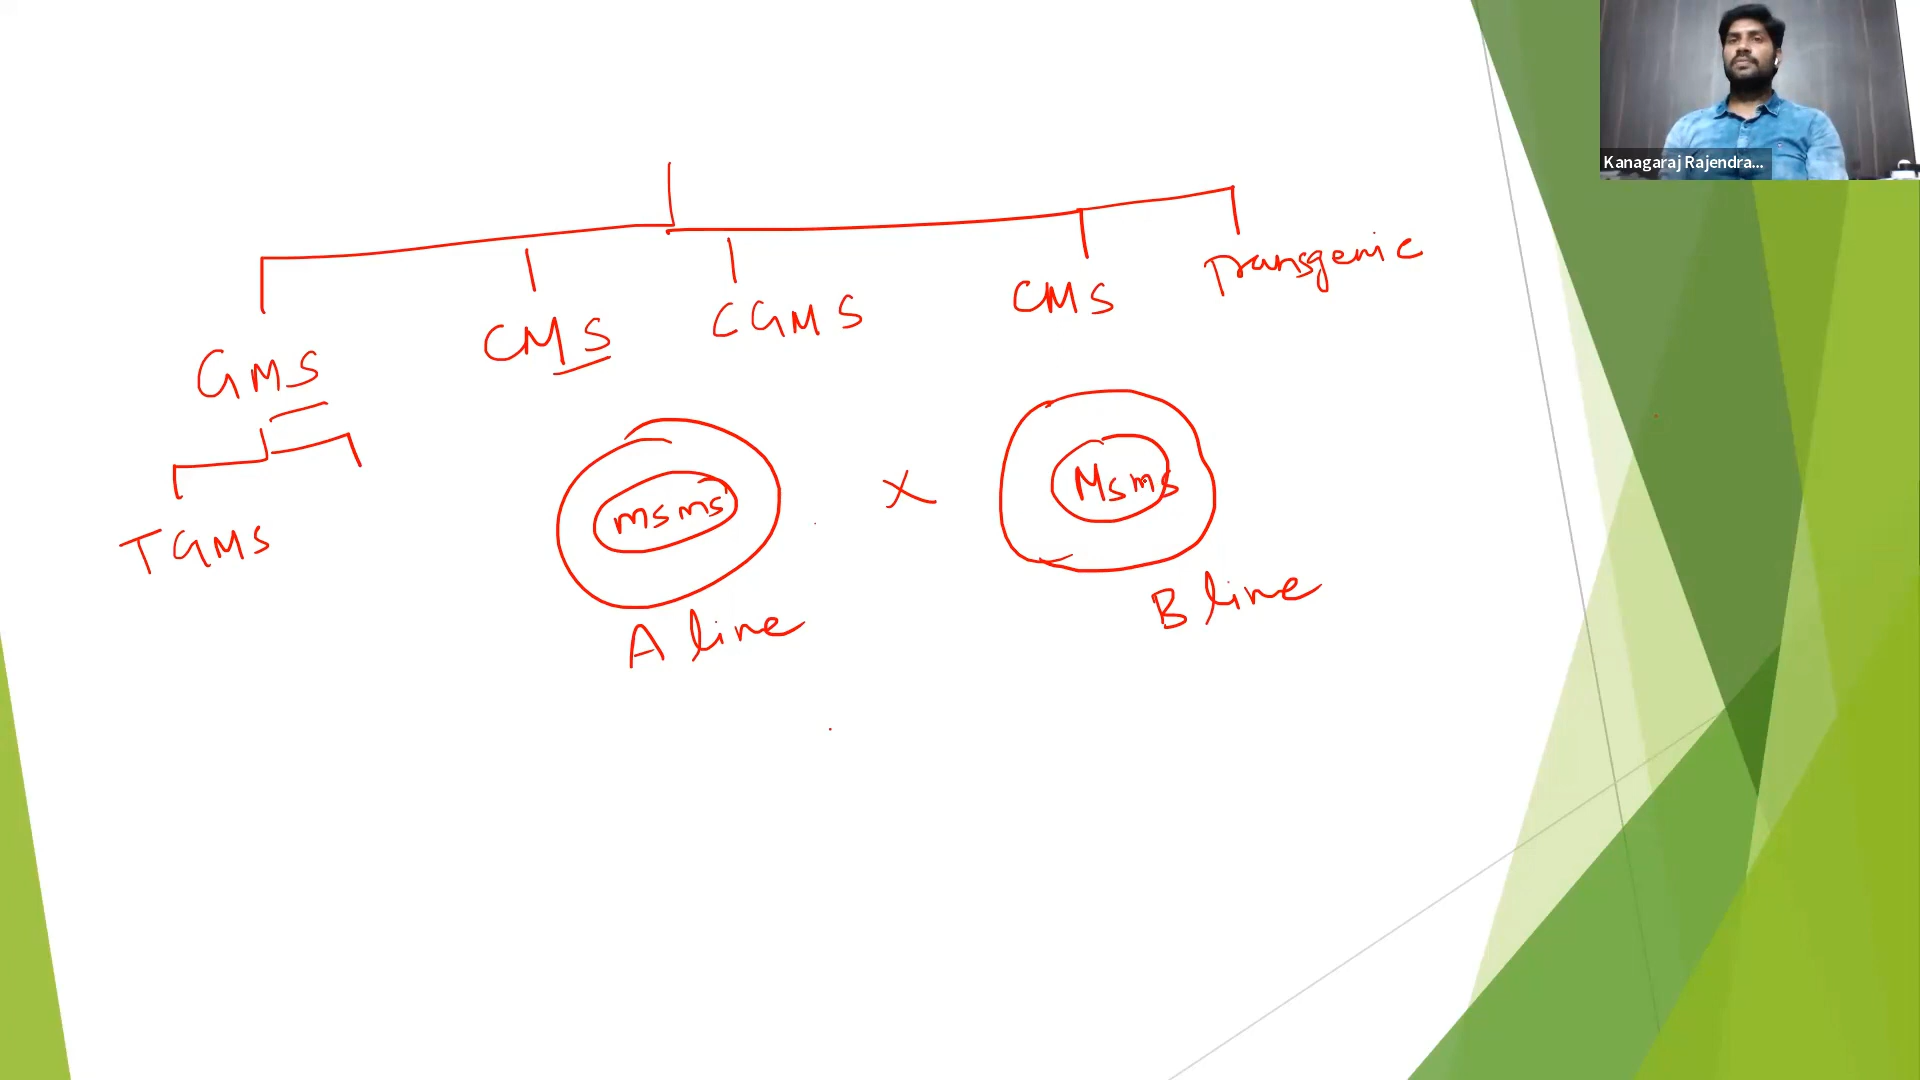 Kanagaraj Rajendra...
GMS
CMS
CGMS
CMS
Transgenic
TGMS
msms
x
Msms
A line
B line